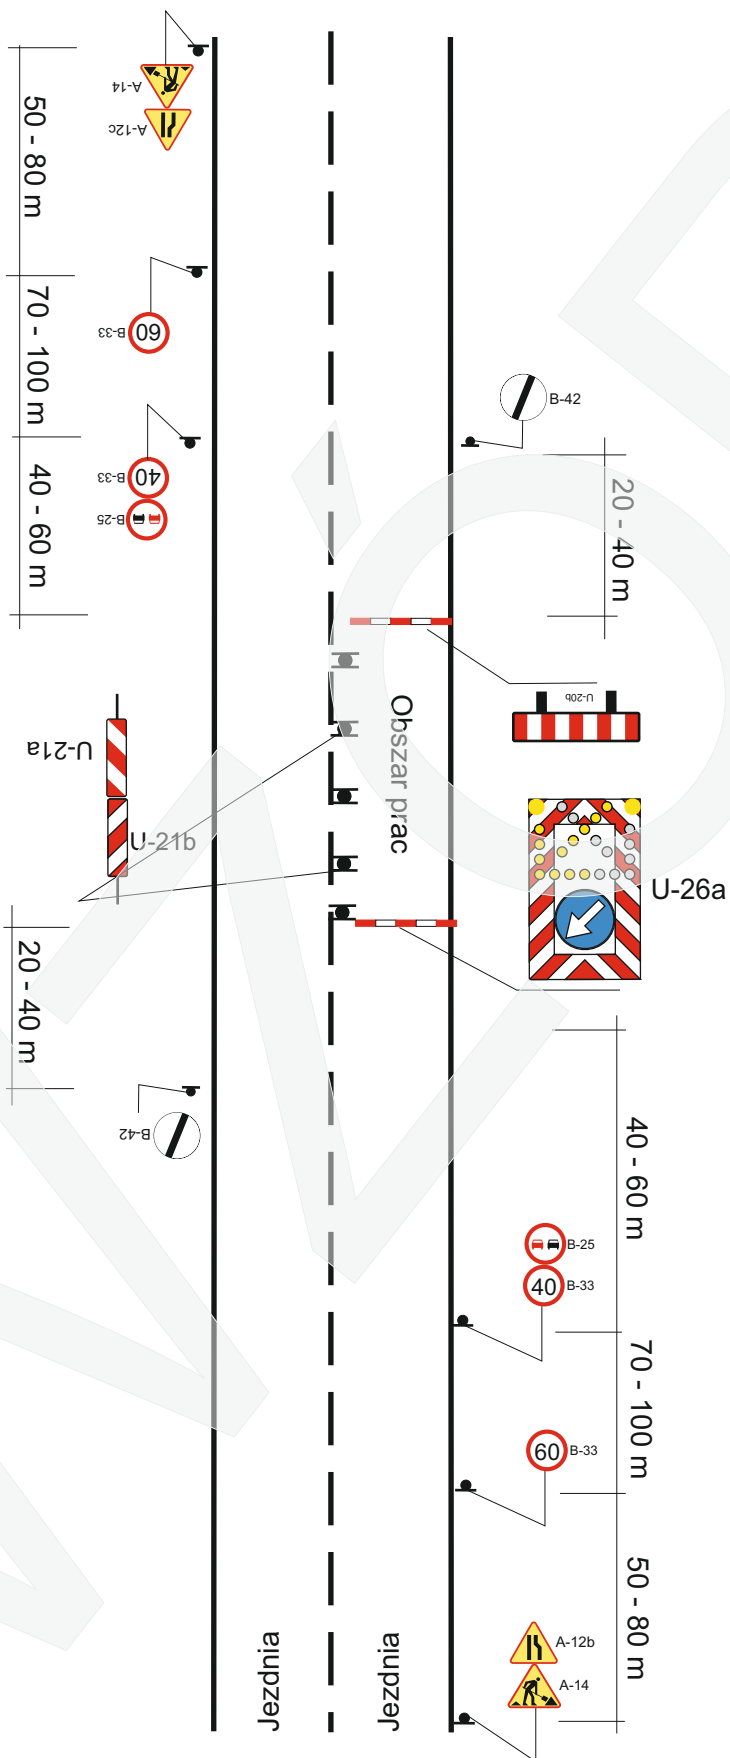 A-14
A-12c
50 - 80 m
60
B-33
70 - 100 m
40
B-33
B-25
40 - 60 m
B-42
20 - 40 m
U-20b
Obszar prac
U-21a
U-21b
U-26a
20 - 40 m
B-42
40 - 60 m
B-25
40
B-33
70 - 100 m
60
B-33
50 - 80 m
A-12b
A-14
Jezdnia
Jezdnia
WZÓR